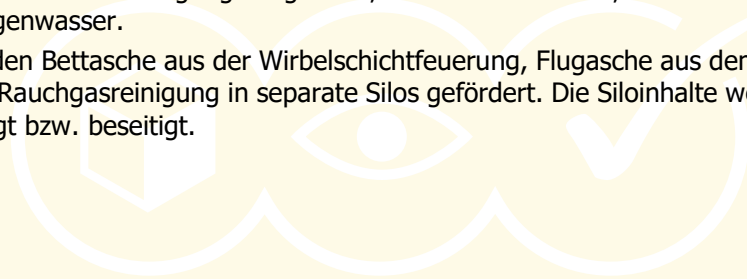 genwasser.
den Bettasche aus der Wirbelschichtfeuerung, Flugasche aus der
Rauchgasreinigung in separate Silos gefördert. Die Siloinhalte we
gt bzw. beseitigt.